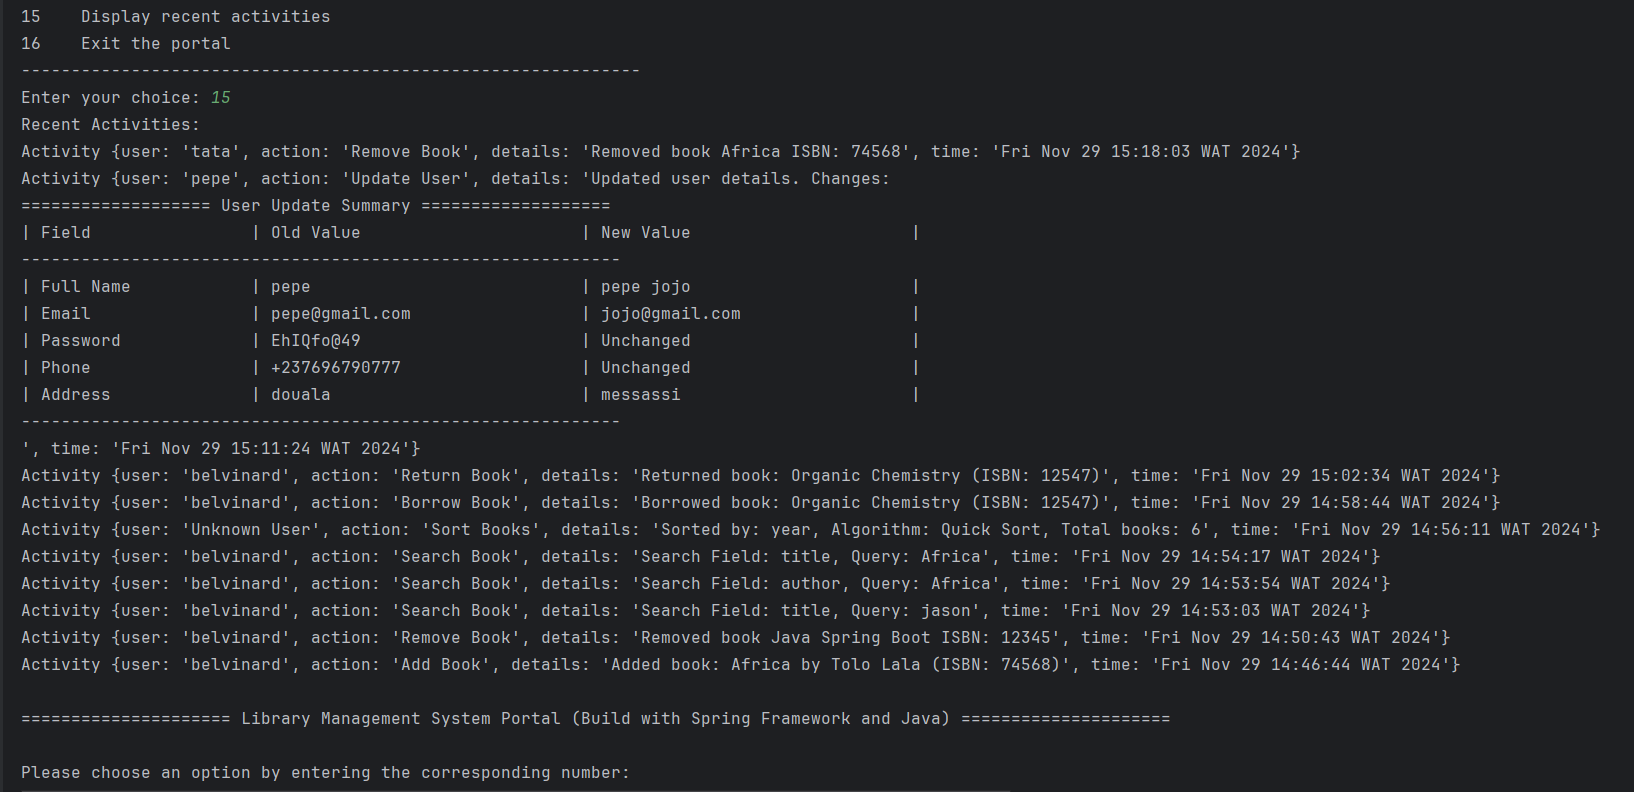 15    Display recent activities
16    Exit the portal
--------------------------------------------------------------
Enter your choice: 15
Recent Activities:
Activity {user: 'tata', action: 'Remove Book', details: 'Removed book Africa ISBN: 74568', time: 'Fri Nov 29 15:18:03 WAT 2024'}
Activity {user: 'pepe', action: 'Update User', details: 'Updated user details. Changes:
=================== User Update Summary ===================
| Field                | Old Value                      | New Value                      |
------------------------------------------------------------
| Full Name            | pepe                           | pepe jojo                      |
| Email                | pepe@gmail.com                 | jojo@gmail.com                 |
| Password             | EhIQfo@49                      | Unchanged                      |
| Phone                | +237696790777                  | Unchanged                      |
| Address              | douala                         | messassi                       |
------------------------------------------------------------
', time: 'Fri Nov 29 15:11:24 WAT 2024'}
Activity {user: 'belvinard', action: 'Return Book', details: 'Returned book: Organic Chemistry (ISBN: 12547)', time: 'Fri Nov 29 15:02:34 WAT 2024'}
Activity {user: 'belvinard', action: 'Borrow Book', details: 'Borrowed book: Organic Chemistry (ISBN: 12547)', time: 'Fri Nov 29 14:58:44 WAT 2024'}
Activity {user: 'Unknown User', action: 'Sort Books', details: 'Sorted by: year, Algorithm: Quick Sort, Total books: 6', time: 'Fri Nov 29 14:56:11 WAT 2024'}
Activity {user: 'belvinard', action: 'Search Book', details: 'Search Field: title, Query: Africa', time: 'Fri Nov 29 14:54:17 WAT 2024'}
Activity {user: 'belvinard', action: 'Search Book', details: 'Search Field: author, Query: Africa', time: 'Fri Nov 29 14:53:54 WAT 2024'}
Activity {user: 'belvinard', action: 'Search Book', details: 'Search Field: title, Query: jason', time: 'Fri Nov 29 14:53:03 WAT 2024'}
Activity {user: 'belvinard', action: 'Remove Book', details: 'Removed book Java Spring Boot ISBN: 12345', time: 'Fri Nov 29 14:50:43 WAT 2024'}
Activity {user: 'belvinard', action: 'Add Book', details: 'Added book: Africa by Tolo Lala (ISBN: 74568)', time: 'Fri Nov 29 14:46:44 WAT 2024'}
===================== Library Management System Portal (Build with Spring Framework and Java) =====================
Please choose an option by entering the corresponding number: